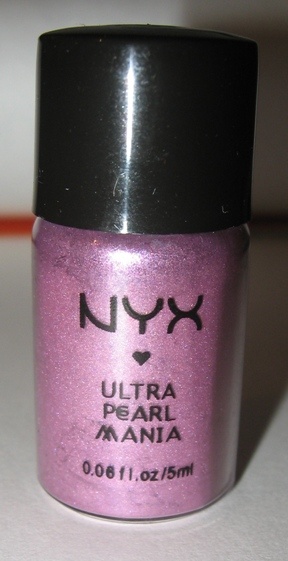 NYX
ULTRA
PEARL
MANIA
0.06 fl.oz/5ml